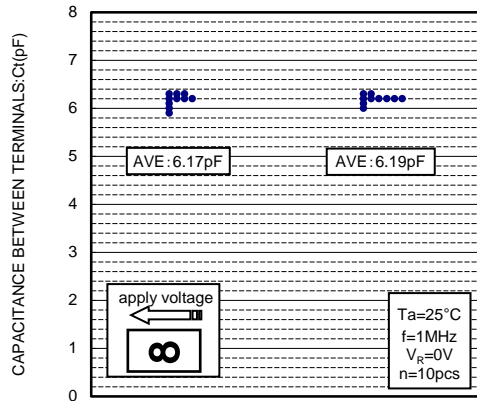 CAPACITANCE BETWEEN TERMINALS:Ct(pF)
8
7
6
5
4
3
2
1
0
AVE:6.17pF
AVE:6.19pF
apply voltage
8
Ta=25°C
f=1MHz
VR=0V
n=10pcs